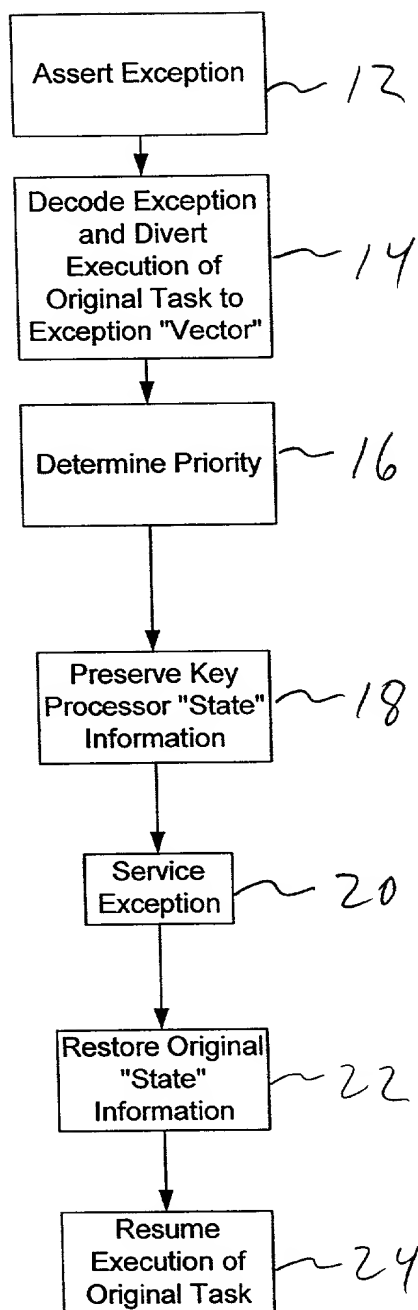 Assert Exception
12
Decode Exception
and Divert
Execution of
Original Task to
Exception "Vector"
14
Determine Priority
16
Preserve Key
Processor "State"
Information
18
Service
Exception
20
Restore Original
"State"
Information
22
Resume
Execution of
Original Task
24